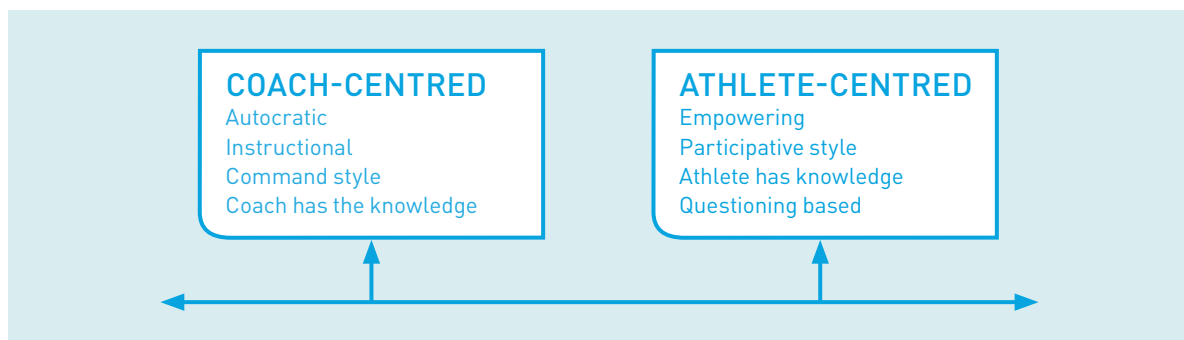 COACH-CENTRED
Autocratic
Instructional
Command style
Coach has the knowledge
ATHLETE-CENTRED
Empowering
Participative style
Athlete has knowledge
Questioning based